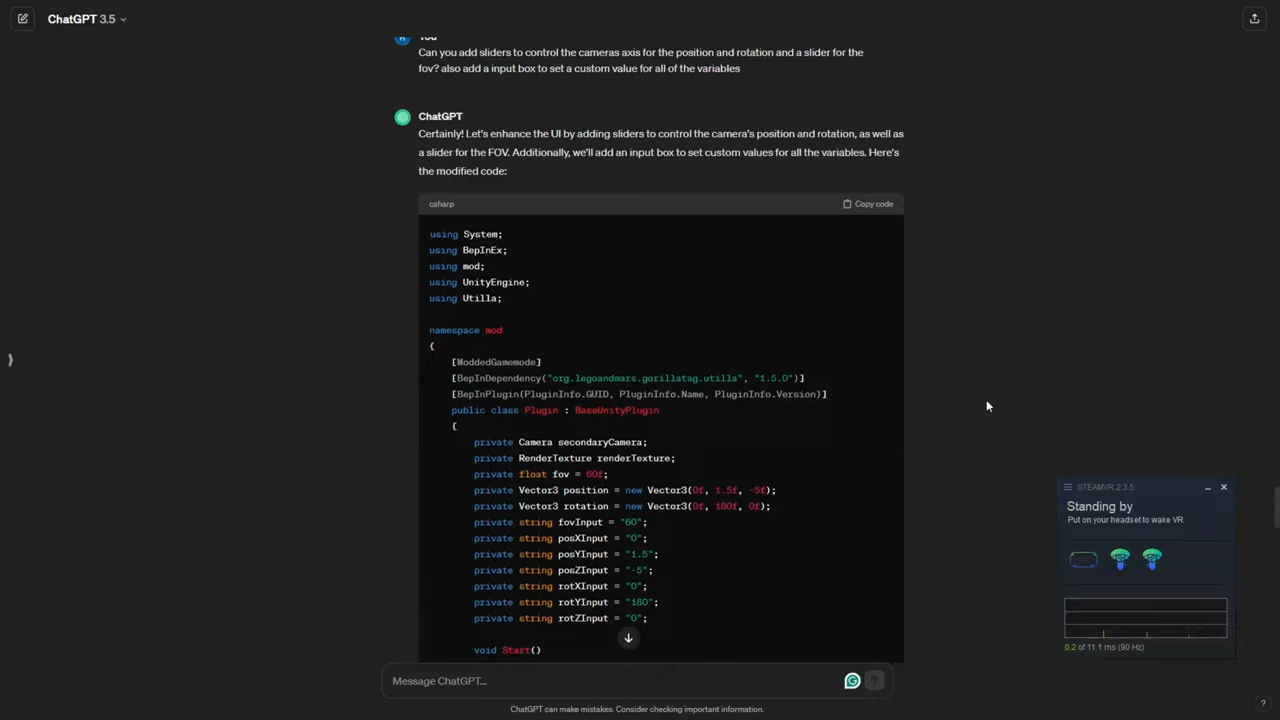 ChatGPT 3.5
You
Can you add sliders to control the cameras axis for the position and rotation and a slider for the
fov? also add a input box to set a custom value for all of the variables
ChatGPT
Certainly! Let's enhance the UI by adding sliders to control the camera's position and rotation, as well as
a slider for the FOV. Additionally, we'll add an input box to set custom values for all the variables. Here's
the modified code:
csharp
Copy code
using System;
using BepInEx;
using mod;
using UnityEngine;
using Utilla;
namespace mod
{
[ModdedGamemode]
[BepInDependency("org.legoandmars.gorillatag.utilla", "1.5.0")]
[BepInPlugin(PluginInfo.GUID, PluginInfo.Name, PluginInfo.Version)]
public class Plugin : BaseUnityPlugin
{
private Camera secondaryCamera;
private RenderTexture renderTexture;
private float fov = 60f;
private Vector3 position = new Vector3(0f, 1.5f, -5f);
private Vector3 rotation = new Vector3(0f, 180f, 0f);
private string fovInput = "60";
private string posXInput = "0";
private string posYInput = "1.5";
private string posZInput = "-5";
private string rotXInput = "0";
private string rotYInput = "180";
private string rotZInput = "0";
void Start()
STEAMVR 2.3.5
Standing by
Put on your headset to wake VR
0.2 of 11.1 ms (90 Hz)
Message ChatGPT...
ChatGPT can make mistakes. Consider checking important information.
?